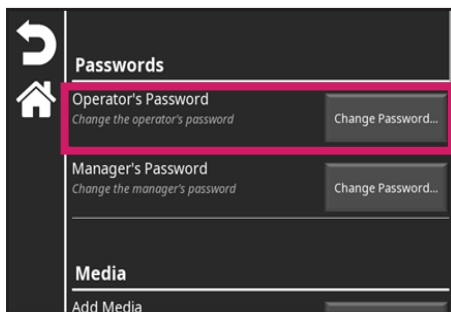 Passwords
Operator's Password
Change the operator's password
Change Password...
Manager's Password
Change the manager's password
Change Password...
Media
Add Media